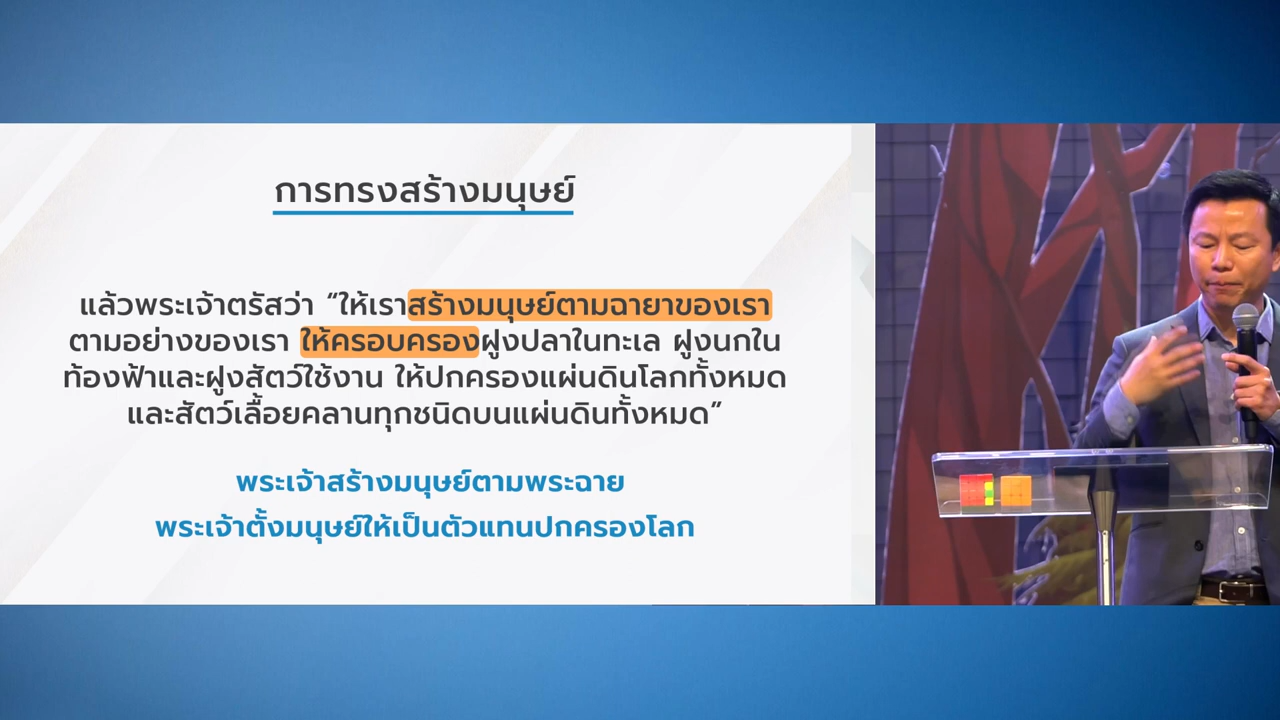 การทรงสร้างมนุษย์
แล้วพระเจ้าตรัสว่า “ให้เราสร้างมนุษย์ตามฉายาของเรา
ตามอย่างของเรา ให้ครอบครองฝูงปลาในทะเล ฝูงนกใน
ท้องฟ้าและฝูงสัตว์ใช้งาน ให้ปกครองแผ่นดินโลกทั้งหมด
และสัตว์เลื้อยคลานทุกชนิดบนแผ่นดินทั้งหมด”
พระเจ้าสร้างมนุษย์ตามพระฉาย
พระเจ้าตั้งมนุษย์ให้เป็นตัวแทนปกครองโลก